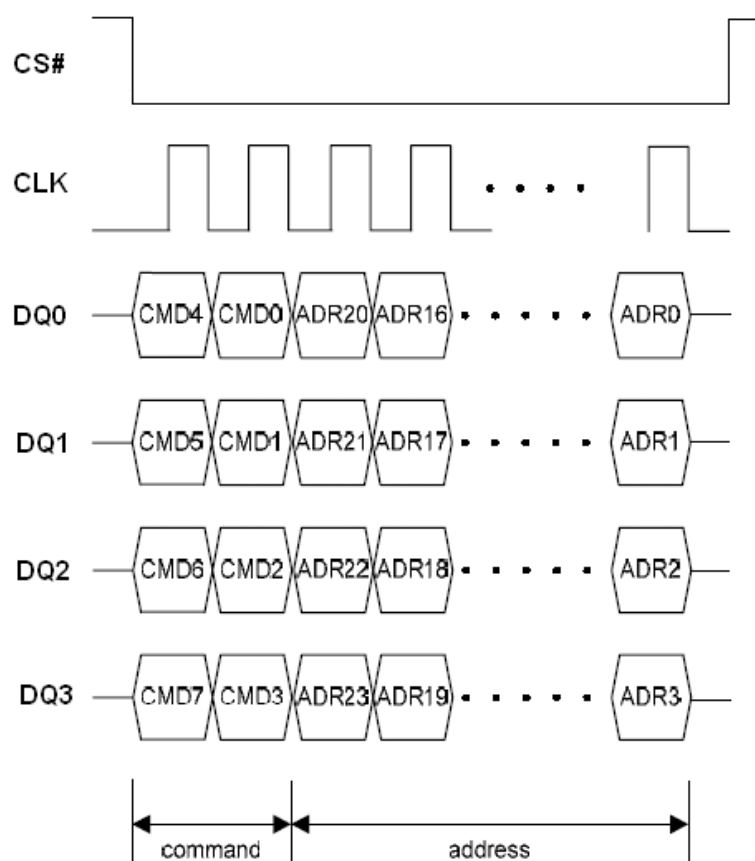 CS#
CLK
DQ0 CMD4 CMD0 ADR20 ADR16 ADR0
DQ1 CMD5 CMD1 ADR21 ADR17 ADR1
DQ2 CMD6 CMD2 ADR22 ADR18 ADR2
DQ3 CMD7 CMD3 ADR23 ADR19 ADR3
command address